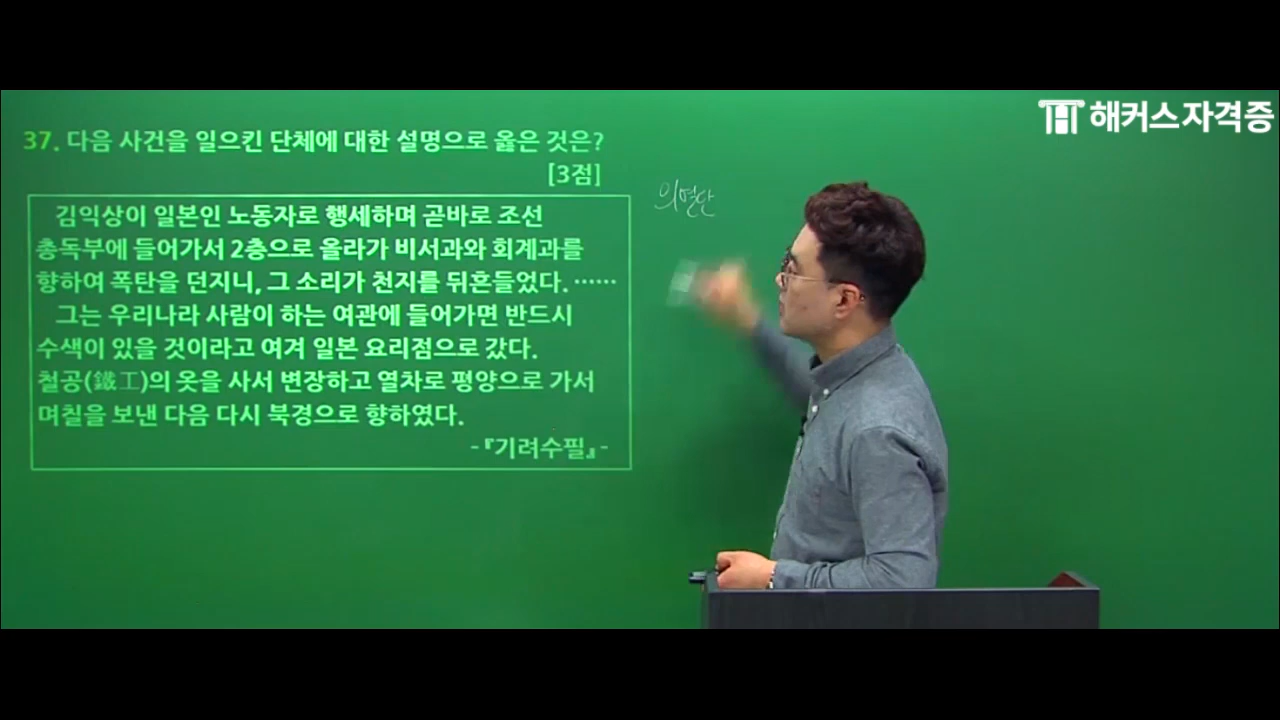 해커스자격증
37. 다음 사건을 일으킨 단체에 대한 설명으로 옳은 것은?
[3점]
김익상이 일본인 노동자로 행세하며 곧바로 조선
총독부에 들어가서 2층으로 올라가 비서과와 회계과를
향하여 폭탄을 던지니, 그 소리가 천지를 뒤흔들었다. ……
그는 우리나라 사람이 하는 여관에 들어가면 반드시
수색이 있을 것이라고 여겨 일본 요리점으로 갔다.
철공(鐵工)의 옷을 사서 변장하고 열차로 평양으로 가서
며칠을 보낸 다음 다시 북경으로 향하였다.
-『기려수필』-
의열단